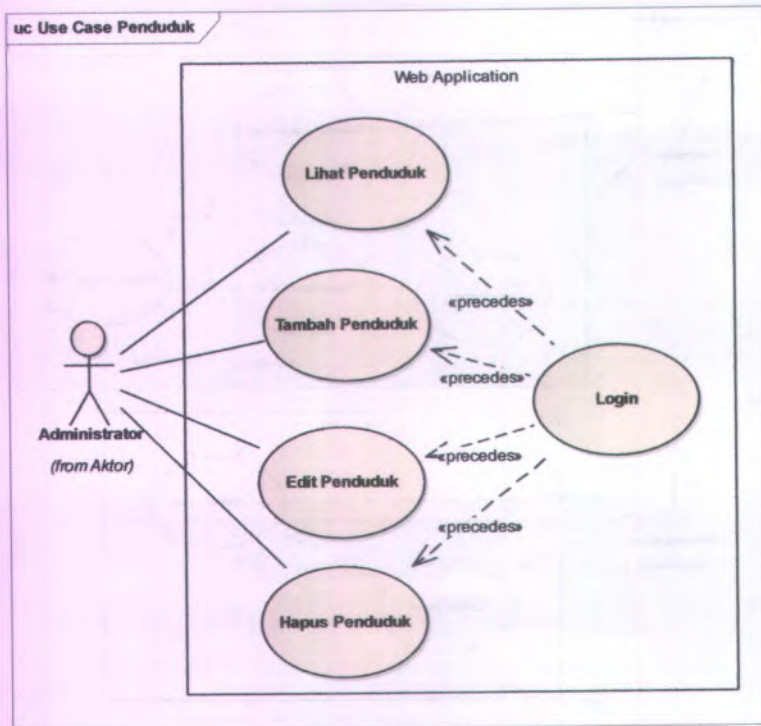 uc Use Case Penduduk
Web Application
Lihat Penduduk
«precedes»
Tambah Penduduk
«precedes»
Login
Administrator
(from Aktor)
«precedes»
Edit Penduduk
«precedes»
Hapus Penduduk